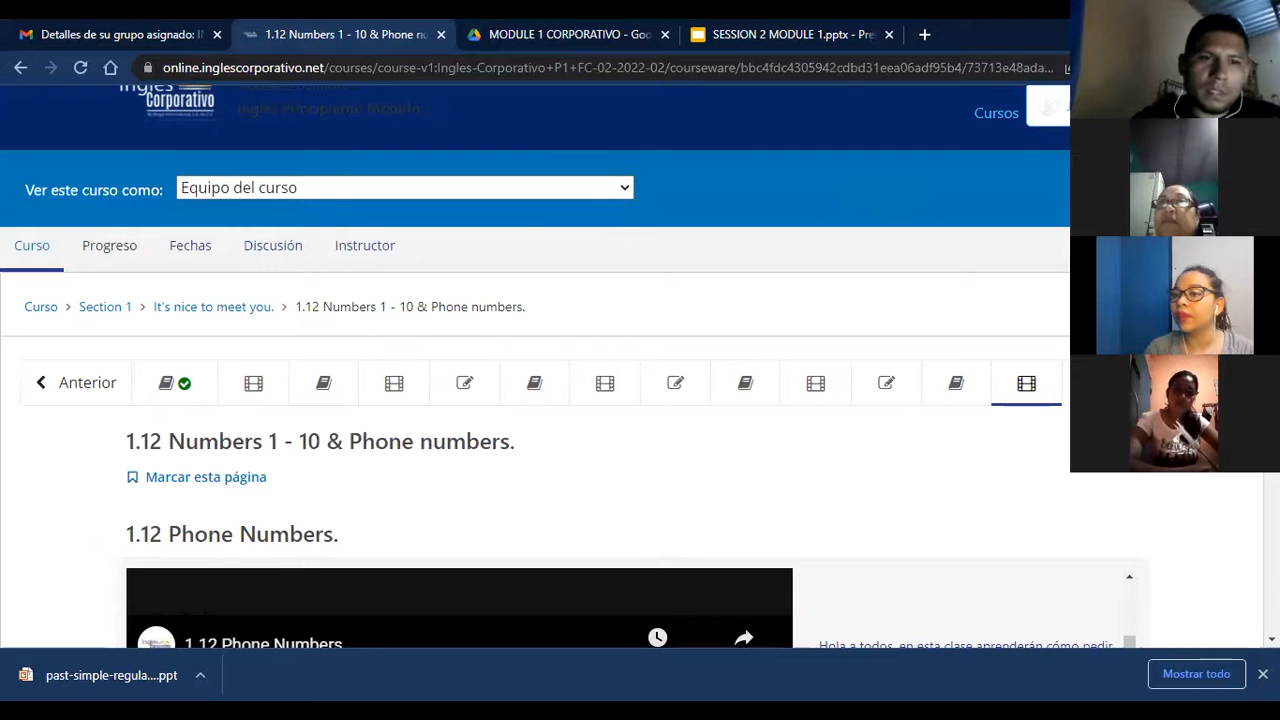 Detalles de su grupo asignado: II
1.12 Numbers 1 - 10 & Phone nu
MODULE 1 CORPORATIVO - Goo
SESSION 2 MODULE 1.pptx - Pre
online.inglescorporativo.net/courses/course-v1:Ingles-Corporativo+P1+FC-02-2022-02/courseware/bbc4fdc4305942cdbd31eea06adf95b4/73713e48ada...
Inglés
Corporativo
Ingles Principiante Modulo
Cursos
Ver este curso como:
Equipo del curso
Curso
Progreso
Fechas
Discusión
Instructor
Curso > Section 1 > It's nice to meet you. > 1.12 Numbers 1 - 10 & Phone numbers.
Anterior
1.12 Numbers 1 - 10 & Phone numbers.
Marcar esta página
1.12 Phone Numbers.
1.12 Phone Numbers
Hola a todos, en esta clase aprenderán cómo pedir
past-simple-regula....ppt
Mostrar todo